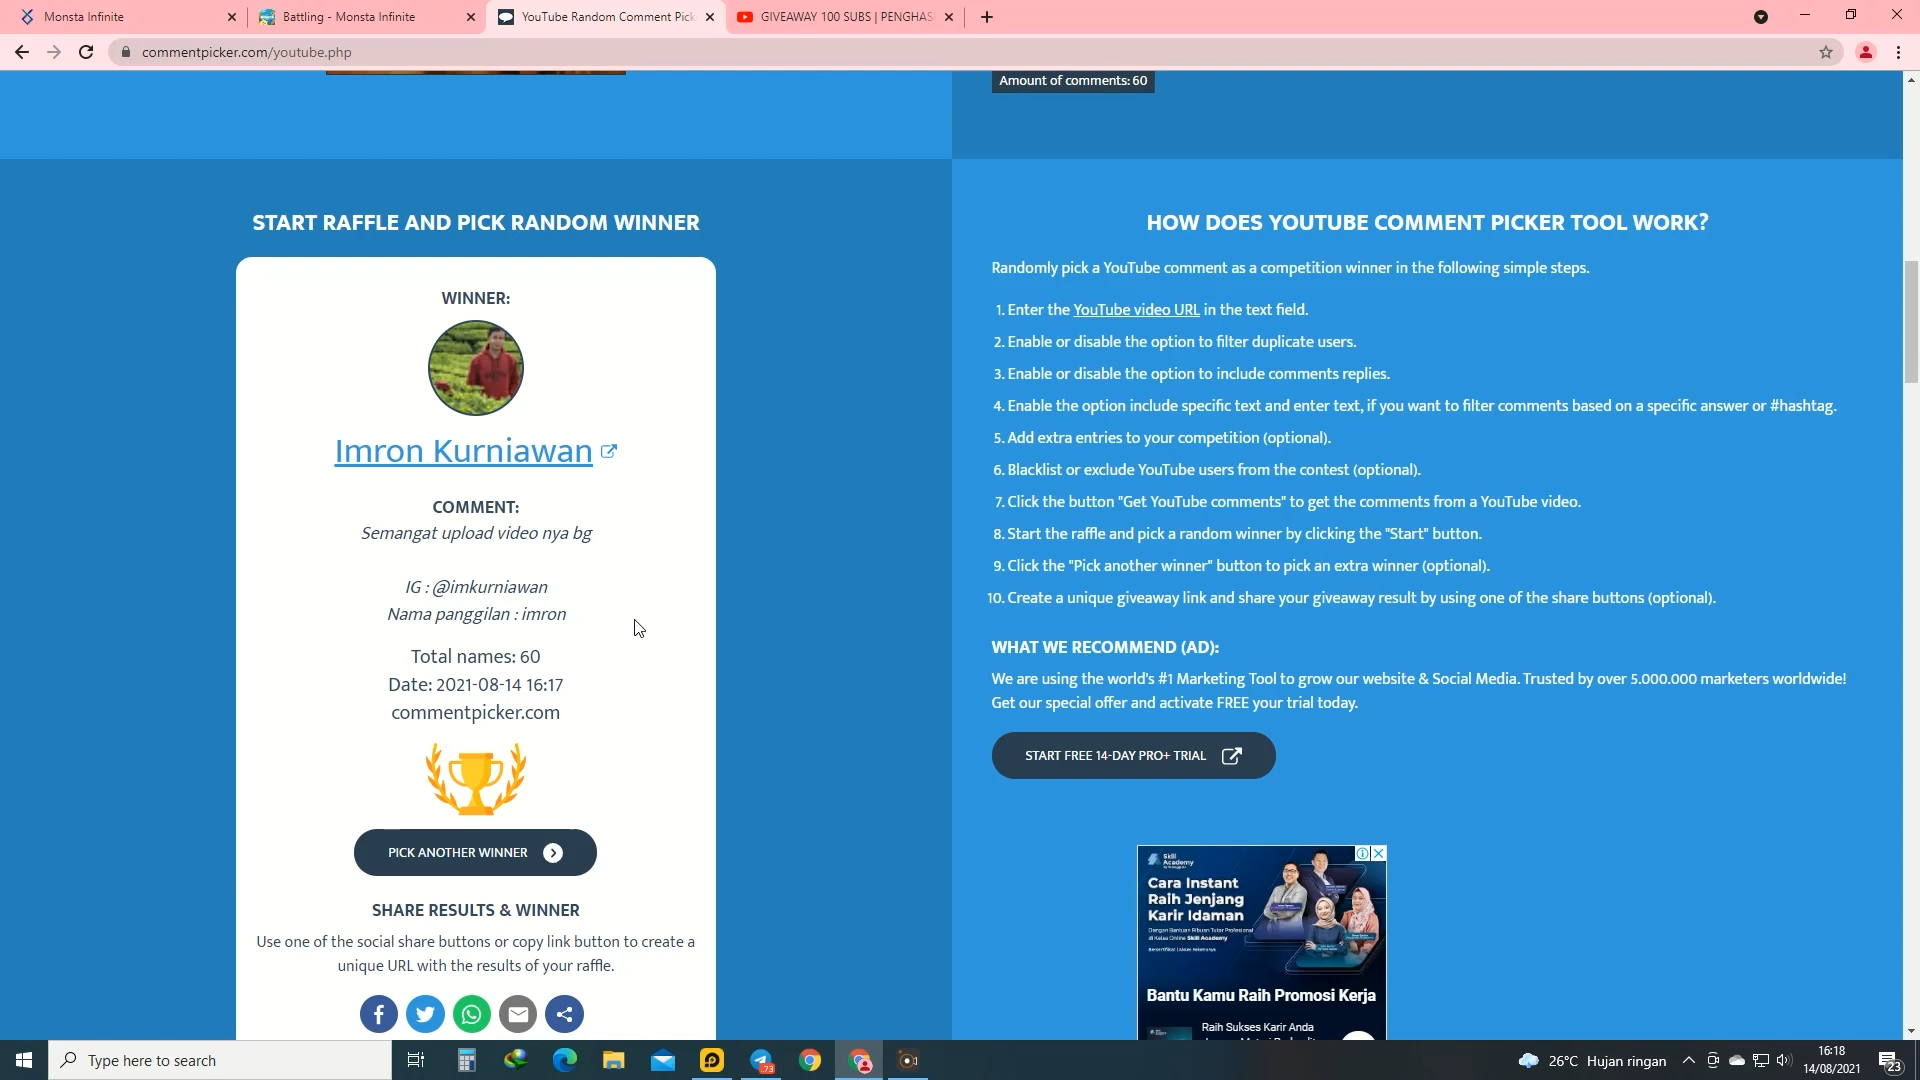 Monsta Infinite
Battling - Monsta Infinite
YouTube Random Comment Pick
GIVEAWAY 100 SUBS | PENGHAS
commentpicker.com/youtube.php
Amount of comments: 60
START RAFFLE AND PICK RANDOM WINNER
WINNER:
Imron Kurniawan
COMMENT:
Semangat upload video nya bg
IG : @imkurniawan
Nama panggilan : imron
Total names: 60
Date: 2021-08-14 16:17
commentpicker.com
PICK ANOTHER WINNER
SHARE RESULTS & WINNER
Use one of the social share buttons or copy link button to create a
unique URL with the results of your raffle.
HOW DOES YOUTUBE COMMENT PICKER TOOL WORK?
Randomly pick a YouTube comment as a competition winner in the following simple steps.
1. Enter the YouTube video URL in the text field.
2. Enable or disable the option to filter duplicate users.
3. Enable or disable the option to include comments replies.
4. Enable the option include specific text and enter text, if you want to filter comments based on a specific answer or #hashtag.
5. Add extra entries to your competition (optional).
6. Blacklist or exclude YouTube users from the contest (optional).
7. Click the button "Get YouTube comments" to get the comments from a YouTube video.
8. Start the raffle and pick a random winner by clicking the "Start" button.
9. Click the "Pick another winner" button to pick an extra winner (optional).
10. Create a unique giveaway link and share your giveaway result by using one of the share buttons (optional).
WHAT WE RECOMMEND (AD):
We are using the world's #1 Marketing Tool to grow our website & Social Media. Trusted by over 5.000.000 marketers worldwide!
Get our special offer and activate FREE your trial today.
START FREE 14-DAY PRO+ TRIAL
Skill
Academy
Cara Instant
Raih Jenjang
Karir Idaman
Dengan Bantuan Ribuan Tutor Profesional
di Kelas Online Skill Academy
Bantu Kamu Raih Promosi Kerja
Raih Sukses Karir Anda
Type here to search
73
26°C Hujan ringan
16:18
14/08/2021
23